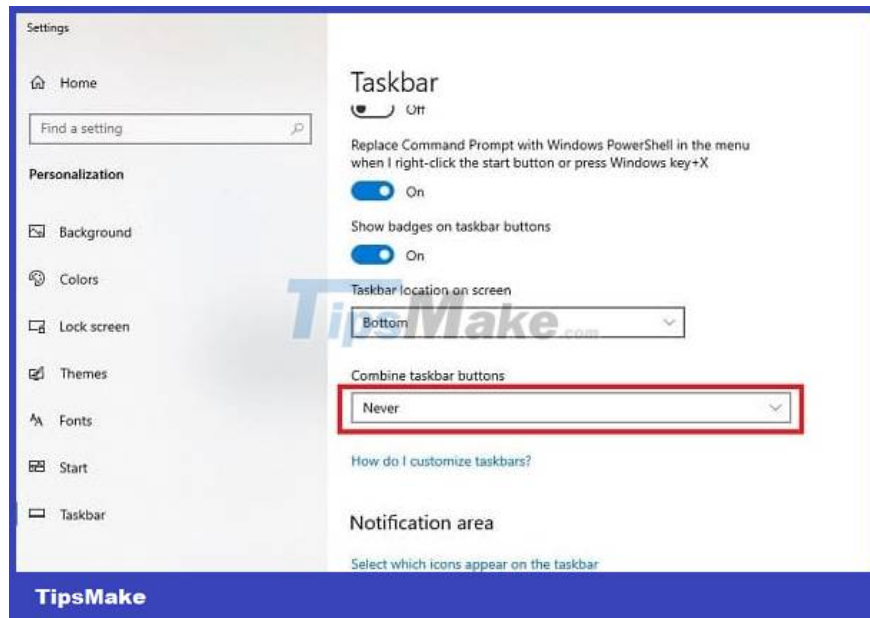 Settings
Home
Find a setting
Personalization
Background
Colors
Lock screen
Themes
Fonts
Start
Taskbar
Taskbar
Off
Replace Command Prompt with Windows PowerShell in the menu
when I right-click the start button or press Windows key+X
On
Show badges on taskbar buttons
On
Taskbar location on screen
Bottom
TipsMake.com
Combine taskbar buttons
Never
How do I customize taskbars?
Notification area
Select which icons appear on the taskbar
TipsMake